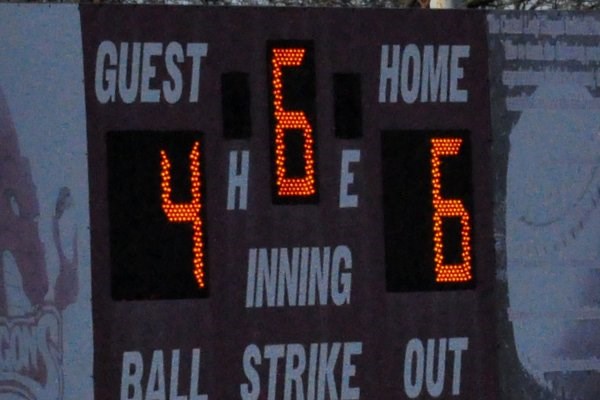 GUEST 6 HOME
4 H E 6
INNING
BALL STRIKE OUT